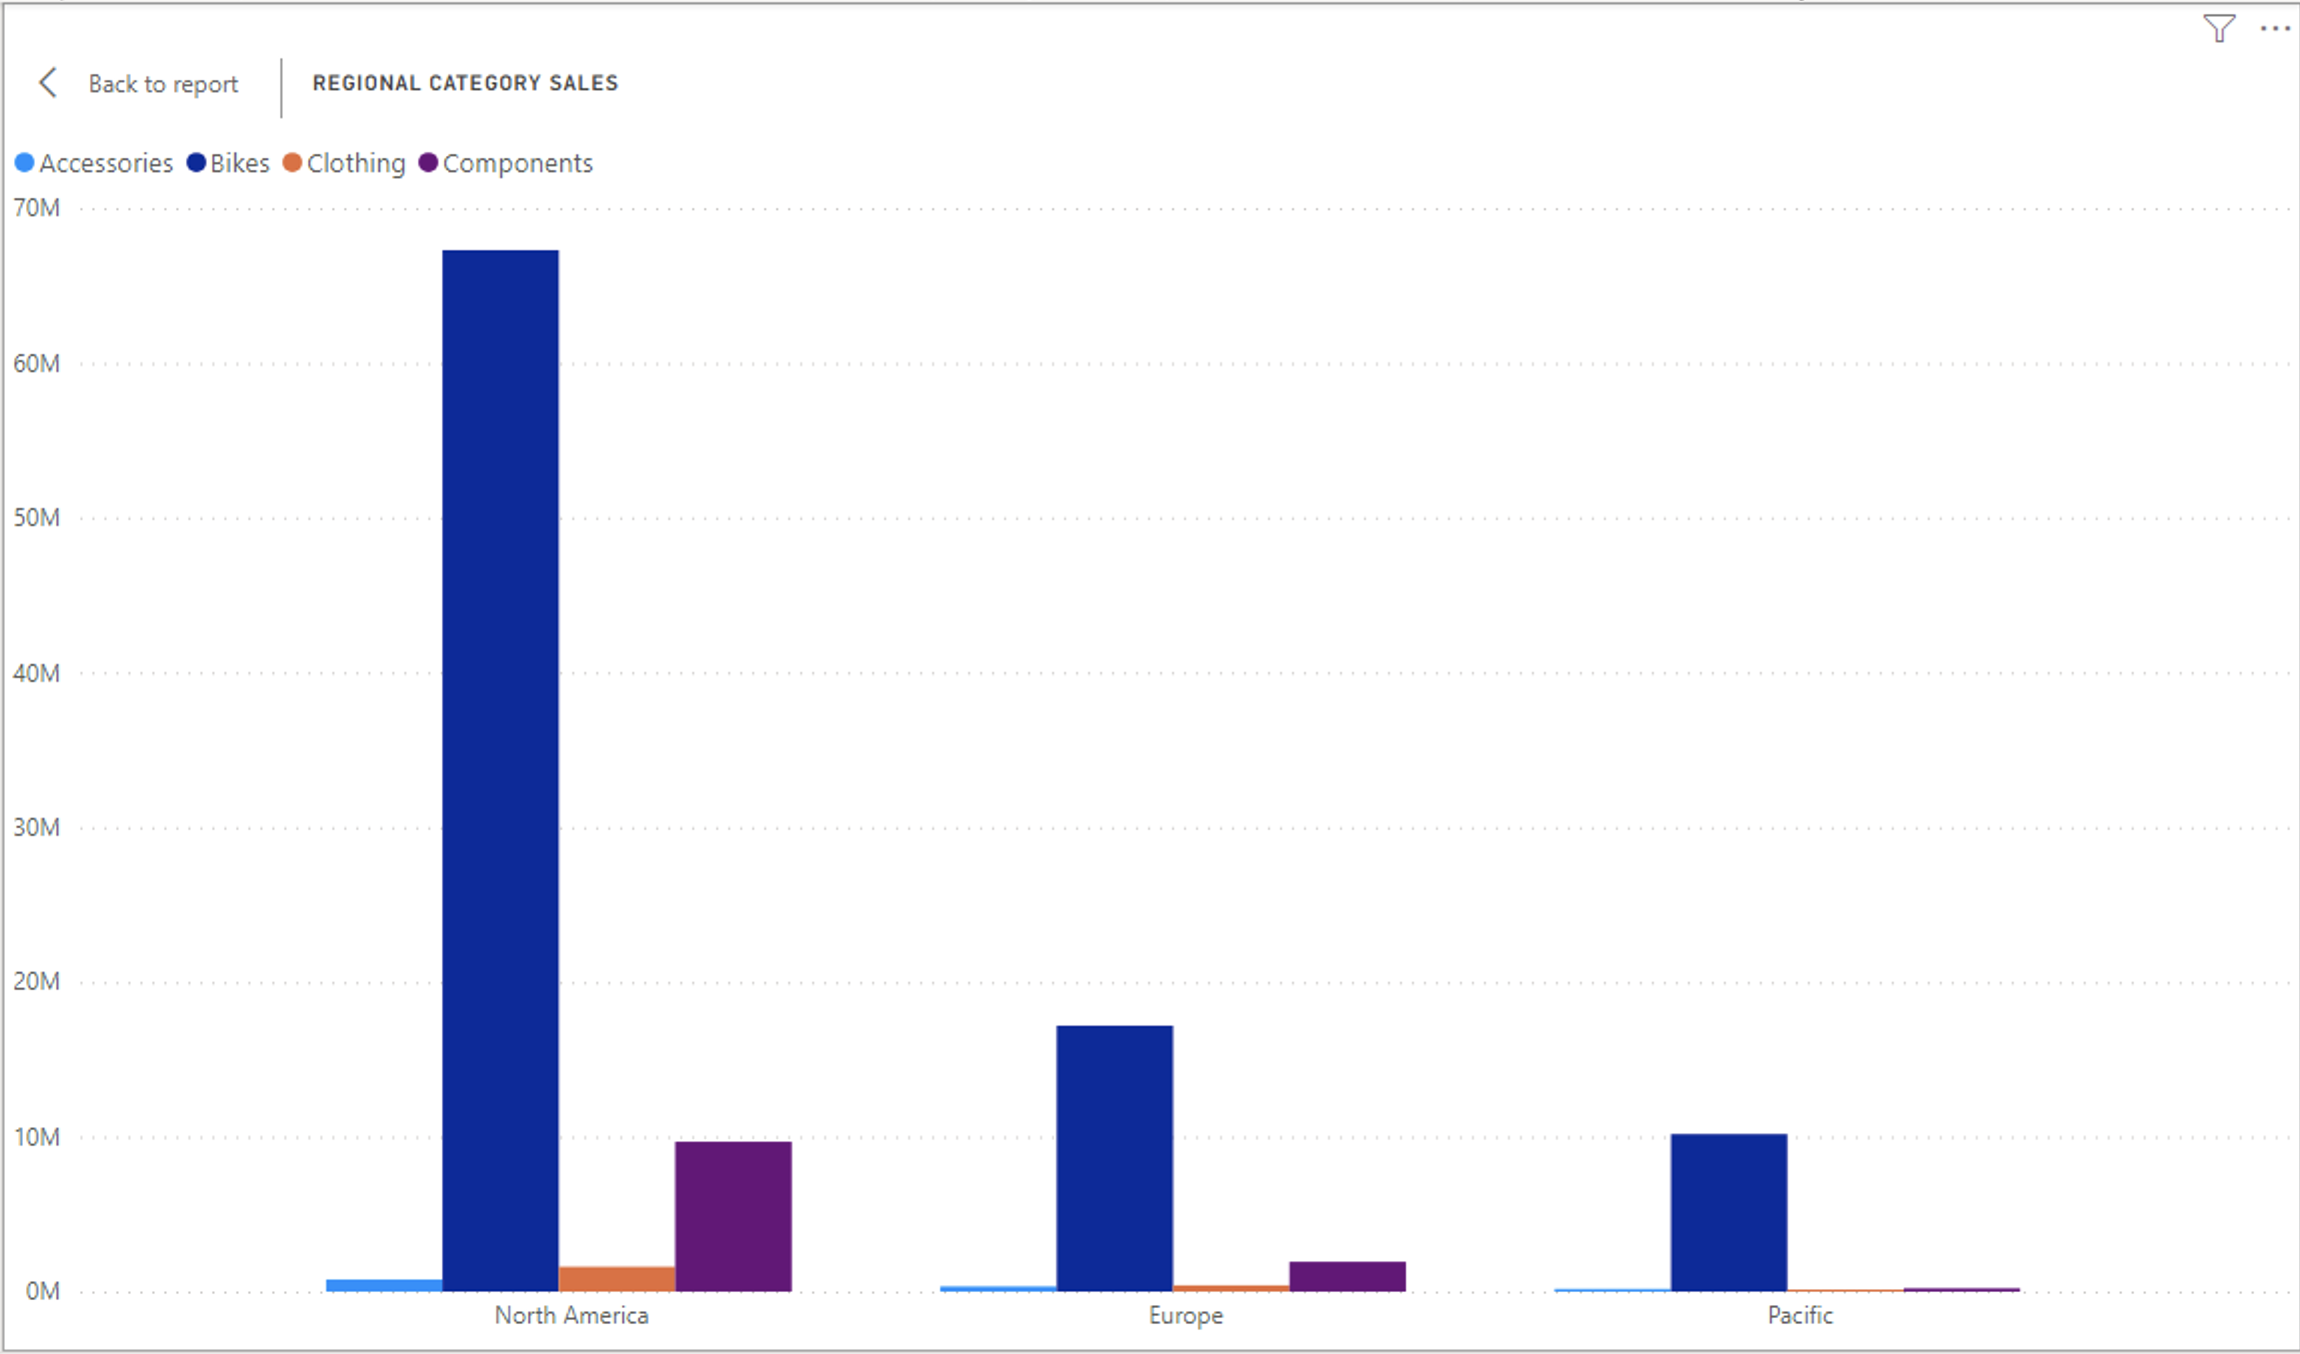 Back to report
REGIONAL CATEGORY SALES
Accessories Bikes Clothing Components
70M
60M
50M
40M
30M
20M
10M
0M
North America Europe Pacific